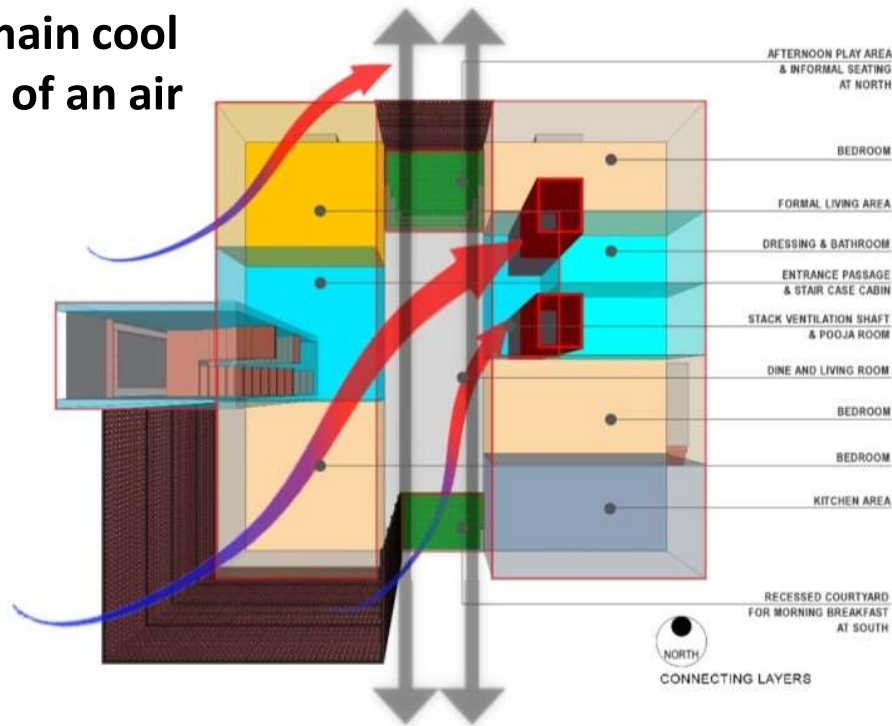 main cool
of an air
AFTERNOON PLAY AREA
& INFORMAL SEATING
AT NORTH
BEDROOM
FORMAL LIVING AREA
DRESSING & BATHROOM
ENTRANCE PASSAGE
& STAIR CASE CABIN
STACK VENTILATION SHAFT
& POOJA ROOM
DINE AND LIVING ROOM
BEDROOM
BEDROOM
KITCHEN AREA
RECESSED COURTYARD
FOR MORNING BREAKFAST
AT SOUTH
NORTH
CONNECTING LAYERS